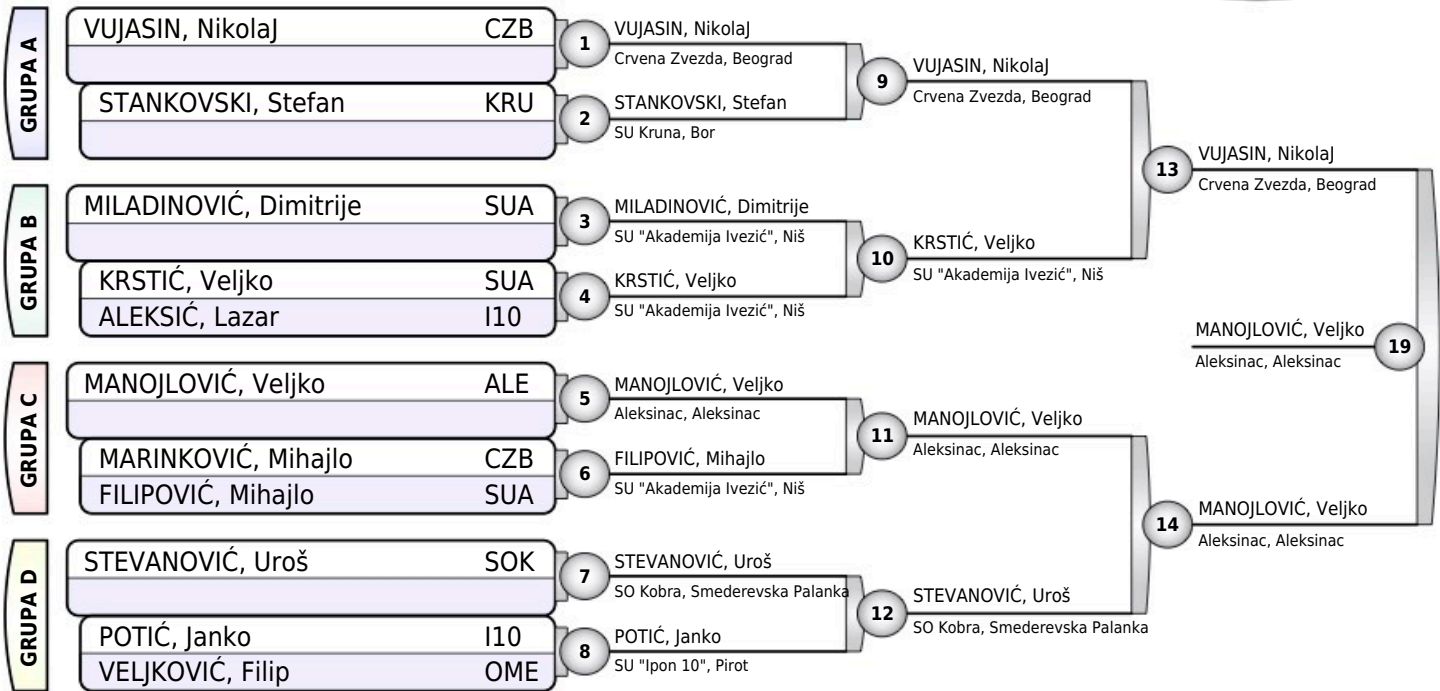 GRUPA A
VUJASIN, NikolaJ CZB
STANKOVSKI, Stefan KRU
1
VUJASIN, NikolaJ
Crvena Zvezda, Beograd
2
STANKOVSKI, Stefan
SU Kruna, Bor
9
VUJASIN, NikolaJ
Crvena Zvezda, Beograd
GRUPA B
MILADINOVIĆ, Dimitrije SUA
KRSTIĆ, Veljko SUA
ALEKSIĆ, Lazar I10
3
MILADINOVIĆ, Dimitrije
SU "Akademija Ivezić", Niš
4
KRSTIĆ, Veljko
SU "Akademija Ivezić", Niš
10
KRSTIĆ, Veljko
SU "Akademija Ivezić", Niš
13
VUJASIN, NikolaJ
Crvena Zvezda, Beograd
GRUPA C
MANOJLOVIĆ, Veljko ALE
MARINKOVIĆ, Mihajlo CZB
FILIPOVIĆ, Mihajlo SUA
5
MANOJLOVIĆ, Veljko
Aleksinac, Aleksinac
6
FILIPOVIĆ, Mihajlo
SU "Akademija Ivezić", Niš
11
MANOJLOVIĆ, Veljko
Aleksinac, Aleksinac
GRUPA D
STEVANOVIĆ, Uroš SOK
POTIĆ, Janko I10
VELJKOVIĆ, Filip OME
7
STEVANOVIĆ, Uroš
SO Kobra, Smederevska Palanka
8
POTIĆ, Janko
SU "Ipon 10", Pirot
12
STEVANOVIĆ, Uroš
SO Kobra, Smederevska Palanka
14
MANOJLOVIĆ, Veljko
Aleksinac, Aleksinac
MANOJLOVIĆ, Veljko
Aleksinac, Aleksinac
19